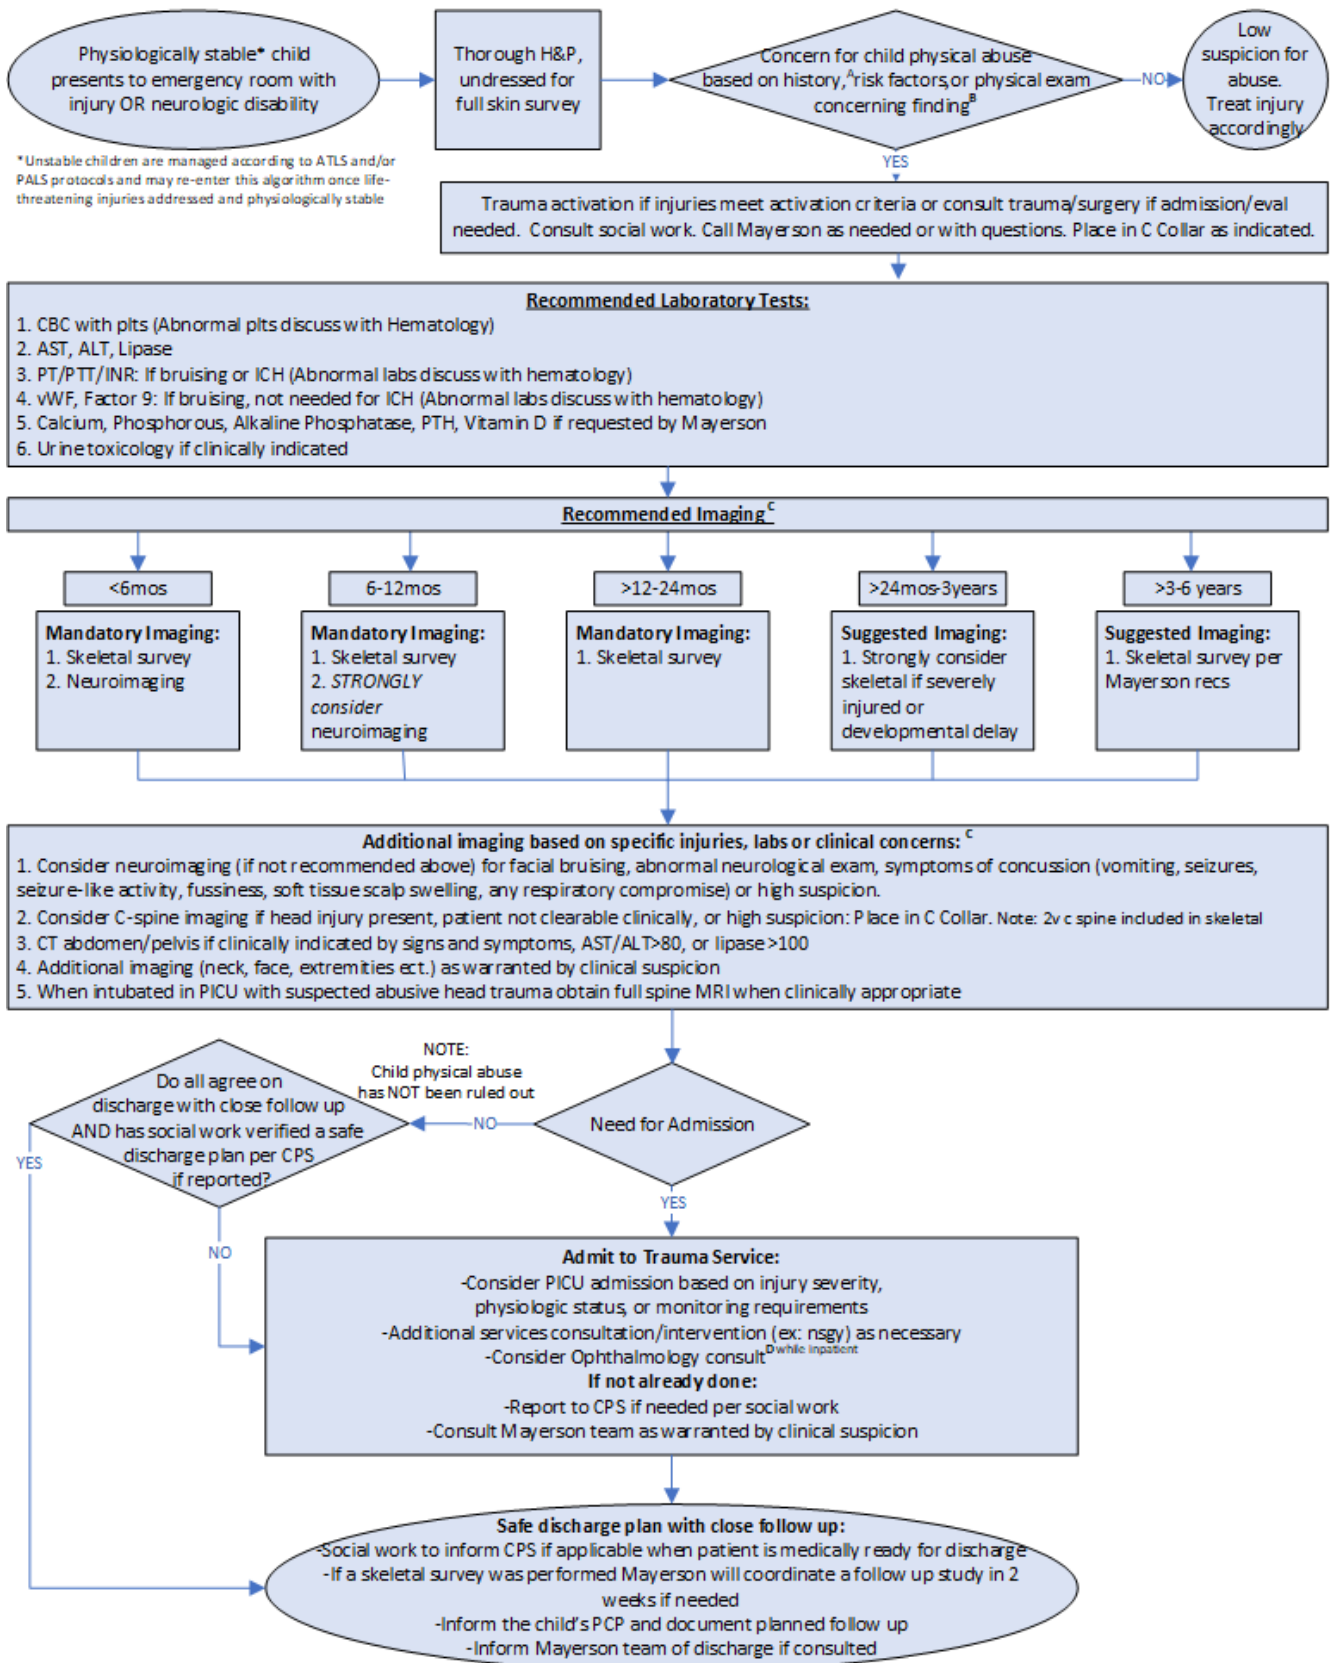 Physiologically stable* child
presents to emergency room with
injury OR neurologic disability
Thorough H&P,
undressed for
full skin survey
Concern for child physical abuse
based on history,ᴬrisk factors,or physical exam
concerning findingᴮ
NO
Low
suspicion for
abuse.
Treat injury
accordingly
*Unstable children are managed according to ATLS and/or
PALS protocols and may re-enter this algorithm once life-
threatening injuries addressed and physiologically stable
YES
Trauma activation if injuries meet activation criteria or consult trauma/surgery if admission/eval
needed. Consult social work. Call Mayerson as needed or with questions. Place in C Collar as indicated.
Recommended Laboratory Tests:
1. CBC with plts (Abnormal plts discuss with Hematology)
2. AST, ALT, Lipase
3. PT/PTT/INR: If bruising or ICH (Abnormal labs discuss with hematology)
4. vWF, Factor 9: If bruising, not needed for ICH (Abnormal labs discuss with hematology)
5. Calcium, Phosphorous, Alkaline Phosphatase, PTH, Vitamin D if requested by Mayerson
6. Urine toxicology if clinically indicated
Recommended Imaging C
<6mos
6-12mos
>12-24mos
>24mos-3years
>3-6 years
Mandatory Imaging:
1. Skeletal survey
2. Neuroimaging
Mandatory Imaging:
1. Skeletal survey
2. STRONGLY
consider
neuroimaging
Mandatory Imaging:
1. Skeletal survey
Suggested Imaging:
1. Strongly consider
skeletal if severely
injured or
developmental delay
Suggested Imaging:
1. Skeletal survey per
Mayerson recs
Additional imaging based on specific injuries, labs or clinical concerns: C
1. Consider neuroimaging (if not recommended above) for facial bruising, abnormal neurological exam, symptoms of concussion (vomiting, seizures,
seizure-like activity, fussiness, soft tissue scalp swelling, any respiratory compromise) or high suspicion.
2. Consider C-spine imaging if head injury present, patient not clearable clinically, or high suspicion: Place in C Collar. Note: 2v c spine included in skeletal
3. CT abdomen/pelvis if clinically indicated by signs and symptoms, AST/ALT>80, or lipase >100
4. Additional imaging (neck, face, extremities ect.) as warranted by clinical suspicion
5. When intubated in PICU with suspected abusive head trauma obtain full spine MRI when clinically appropriate
NOTE:
Child physical abuse
has NOT been ruled out
Do all agree on
discharge with close follow up
AND has social work verified a safe
discharge plan per CPS
if reported?
NO
Need for Admission
YES
YES
NO
Admit to Trauma Service:
-Consider PICU admission based on injury severity,
physiologic status, or monitoring requirements
-Additional services consultation/intervention (ex: nsgy) as necessary
-Consider Ophthalmology consult D while inpatient
If not already done:
-Report to CPS if needed per social work
-Consult Mayerson team as warranted by clinical suspicion
Safe discharge plan with close follow up:
-Social work to inform CPS if applicable when patient is medically ready for discharge
-If a skeletal survey was performed Mayerson will coordinate a follow up study in 2
weeks if needed
-Inform the child's PCP and document planned follow up
-Inform Mayerson team of discharge if consulted